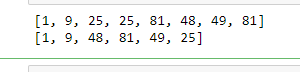 [1, 9, 25, 25, 81, 48, 49, 81]
[1, 9, 48, 81, 49, 25]